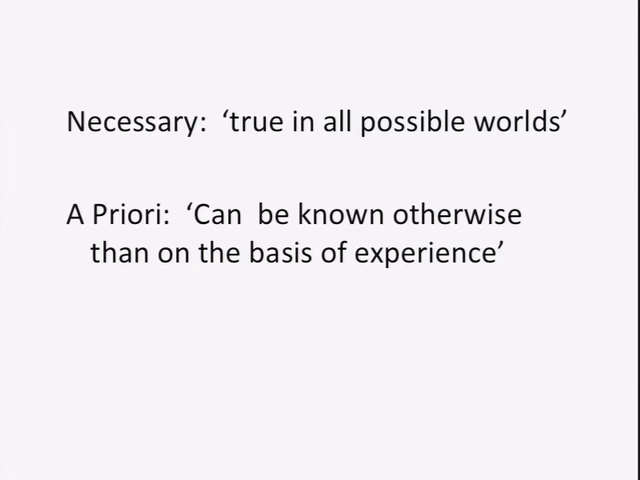 Necessary:  ‘true in all possible worlds’
A Priori:  ‘Can  be known otherwise
than on the basis of experience’